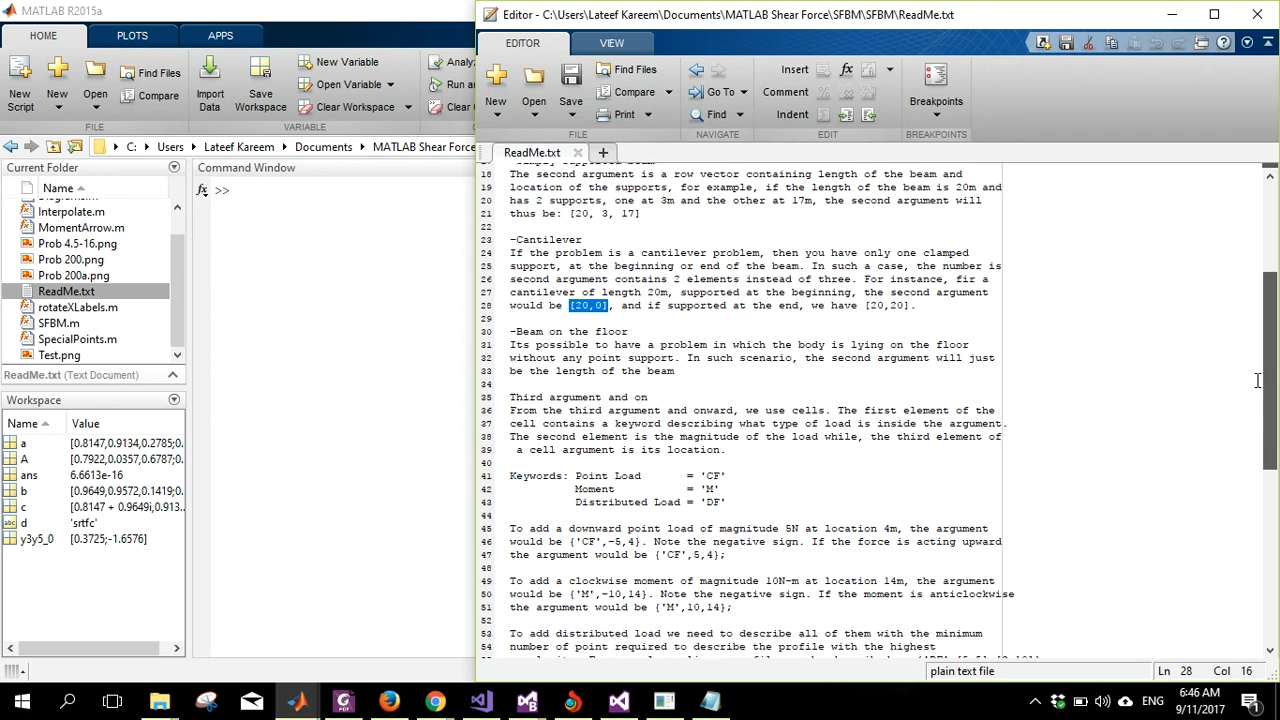 MATLAB R2015a
HOME
PLOTS
APPS
New Script
New
Open
Find Files
Compare
Import Data
Save Workspace
New Variable
Open Variable
Clear Workspace
Analy
Run an
Clear
FILE
VARIABLE
C: Users Lateef Kareem Documents MATLAB Shear Force
Current Folder
Name
Interpolate.m
MomentArrow.m
Prob 4.5-16.png
Prob 200.png
Prob 200a.png
ReadMe.txt
rotateXLabels.m
SFBM.m
SpecialPoints.m
Test.png
ReadMe.txt (Text Document)
Workspace
Name Value
a [0.8147,0.9134,0.2785;0.
A [0.7922,0.0357,0.6787;0.
ans 6.6613e-16
b [0.9649,0.9572,0.1419;0.
c [0.8147 + 0.9649i,0.913..
d 'srtfc'
y3y5_0 [0.3725;-1.6576]
Command Window
fx >>
Editor - C:\Users\Lateef Kareem\Documents\MATLAB Shear Force\SFBM\SFBM\ReadMe.txt
EDITOR
VIEW
New
Open
Save
Find Files
Compare
Print
Go To
Find
Insert
Comment
Indent
Breakpoints
FILE
NAVIGATE
EDIT
BREAKPOINTS
ReadMe.txt
18 The second argument is a row vector containing length of the beam and
19 location of the supports, for example, if the length of the beam is 20m and
20 has 2 supports, one at 3m and the other at 17m, the second argument will
21 thus be: [20, 3, 17]
22
23 -Cantilever
24 If the problem is a cantilever problem, then you have only one clamped
25 support, at the beginning or end of the beam. In such a case, the number is
26 second argument contains 2 elements instead of three. For instance, fir a
27 cantilever of length 20m, supported at the beginning, the second argument
28 would be [20,0], and if supported at the end, we have [20,20].
29
30 -Beam on the floor
31 Its possible to have a problem in which the body is lying on the floor
32 without any point support. In such scenario, the second argument will just
33 be the length of the beam
34
35 Third argument and on
36 From the third argument and onward, we use cells. The first element of the
37 cell contains a keyword describing what type of load is inside the argument.
38 The second element is the magnitude of the load while, the third element of
39 a cell argument is its location.
40
41 Keywords: Point Load = 'CF'
42 Moment = 'M'
43 Distributed Load = 'DF'
44
45 To add a downward point load of magnitude 5N at location 4m, the argument
46 would be {'CF',-5,4}. Note the negative sign. If the force is acting upward
47 the argument would be {'CF',5,4};
48
49 To add a clockwise moment of magnitude 10N-m at location 14m, the argument
50 would be {'M',-10,14}. Note the negative sign. If the moment is anticlockwise
51 the argument would be {'M',10,14};
52
53 To add distributed load we need to describe all of them with the minimum
54 number of point required to describe the profile with the highest
plain text file
Ln 28 Col 16
ENG
6:46 AM
9/11/2017